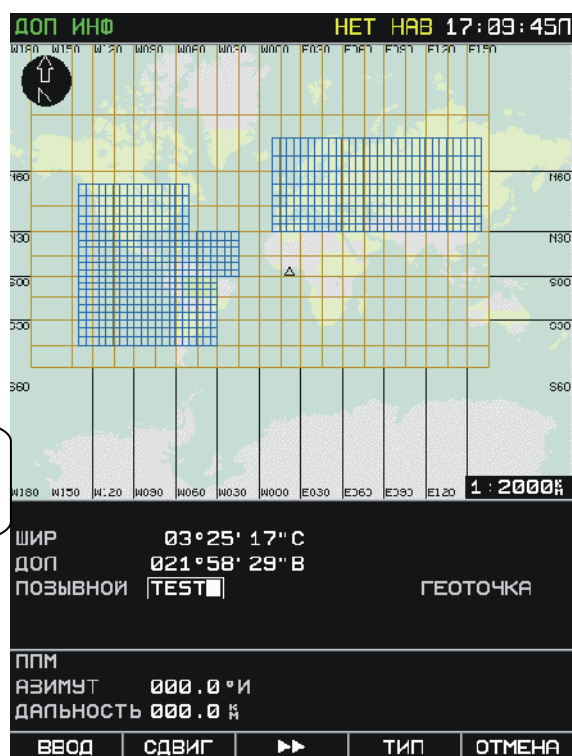 ДОП ИНФ НЕТ НАВ 17:09:45П
W180 W150 W120 W090 W060 W030 W000 E030 E060 E090 E120 E150
N60 N60
N30 N30
S00 S00
S30 S30
S60 S60
W180 W150 W120 W090 W060 W030 W000 E030 E060 E090 E120 1:2000КМ
ШИР 03°25'17"С
ДОЛ 021°58'29"В
ПОЗЫВНОЙ TEST ГЕОТОЧКА
ППМ
АЗИМУТ 000.0°И
ДАЛЬНОСТЬ 000.0 КМ
ВВОД СДВИГ ►► ТИП ОТМЕНА